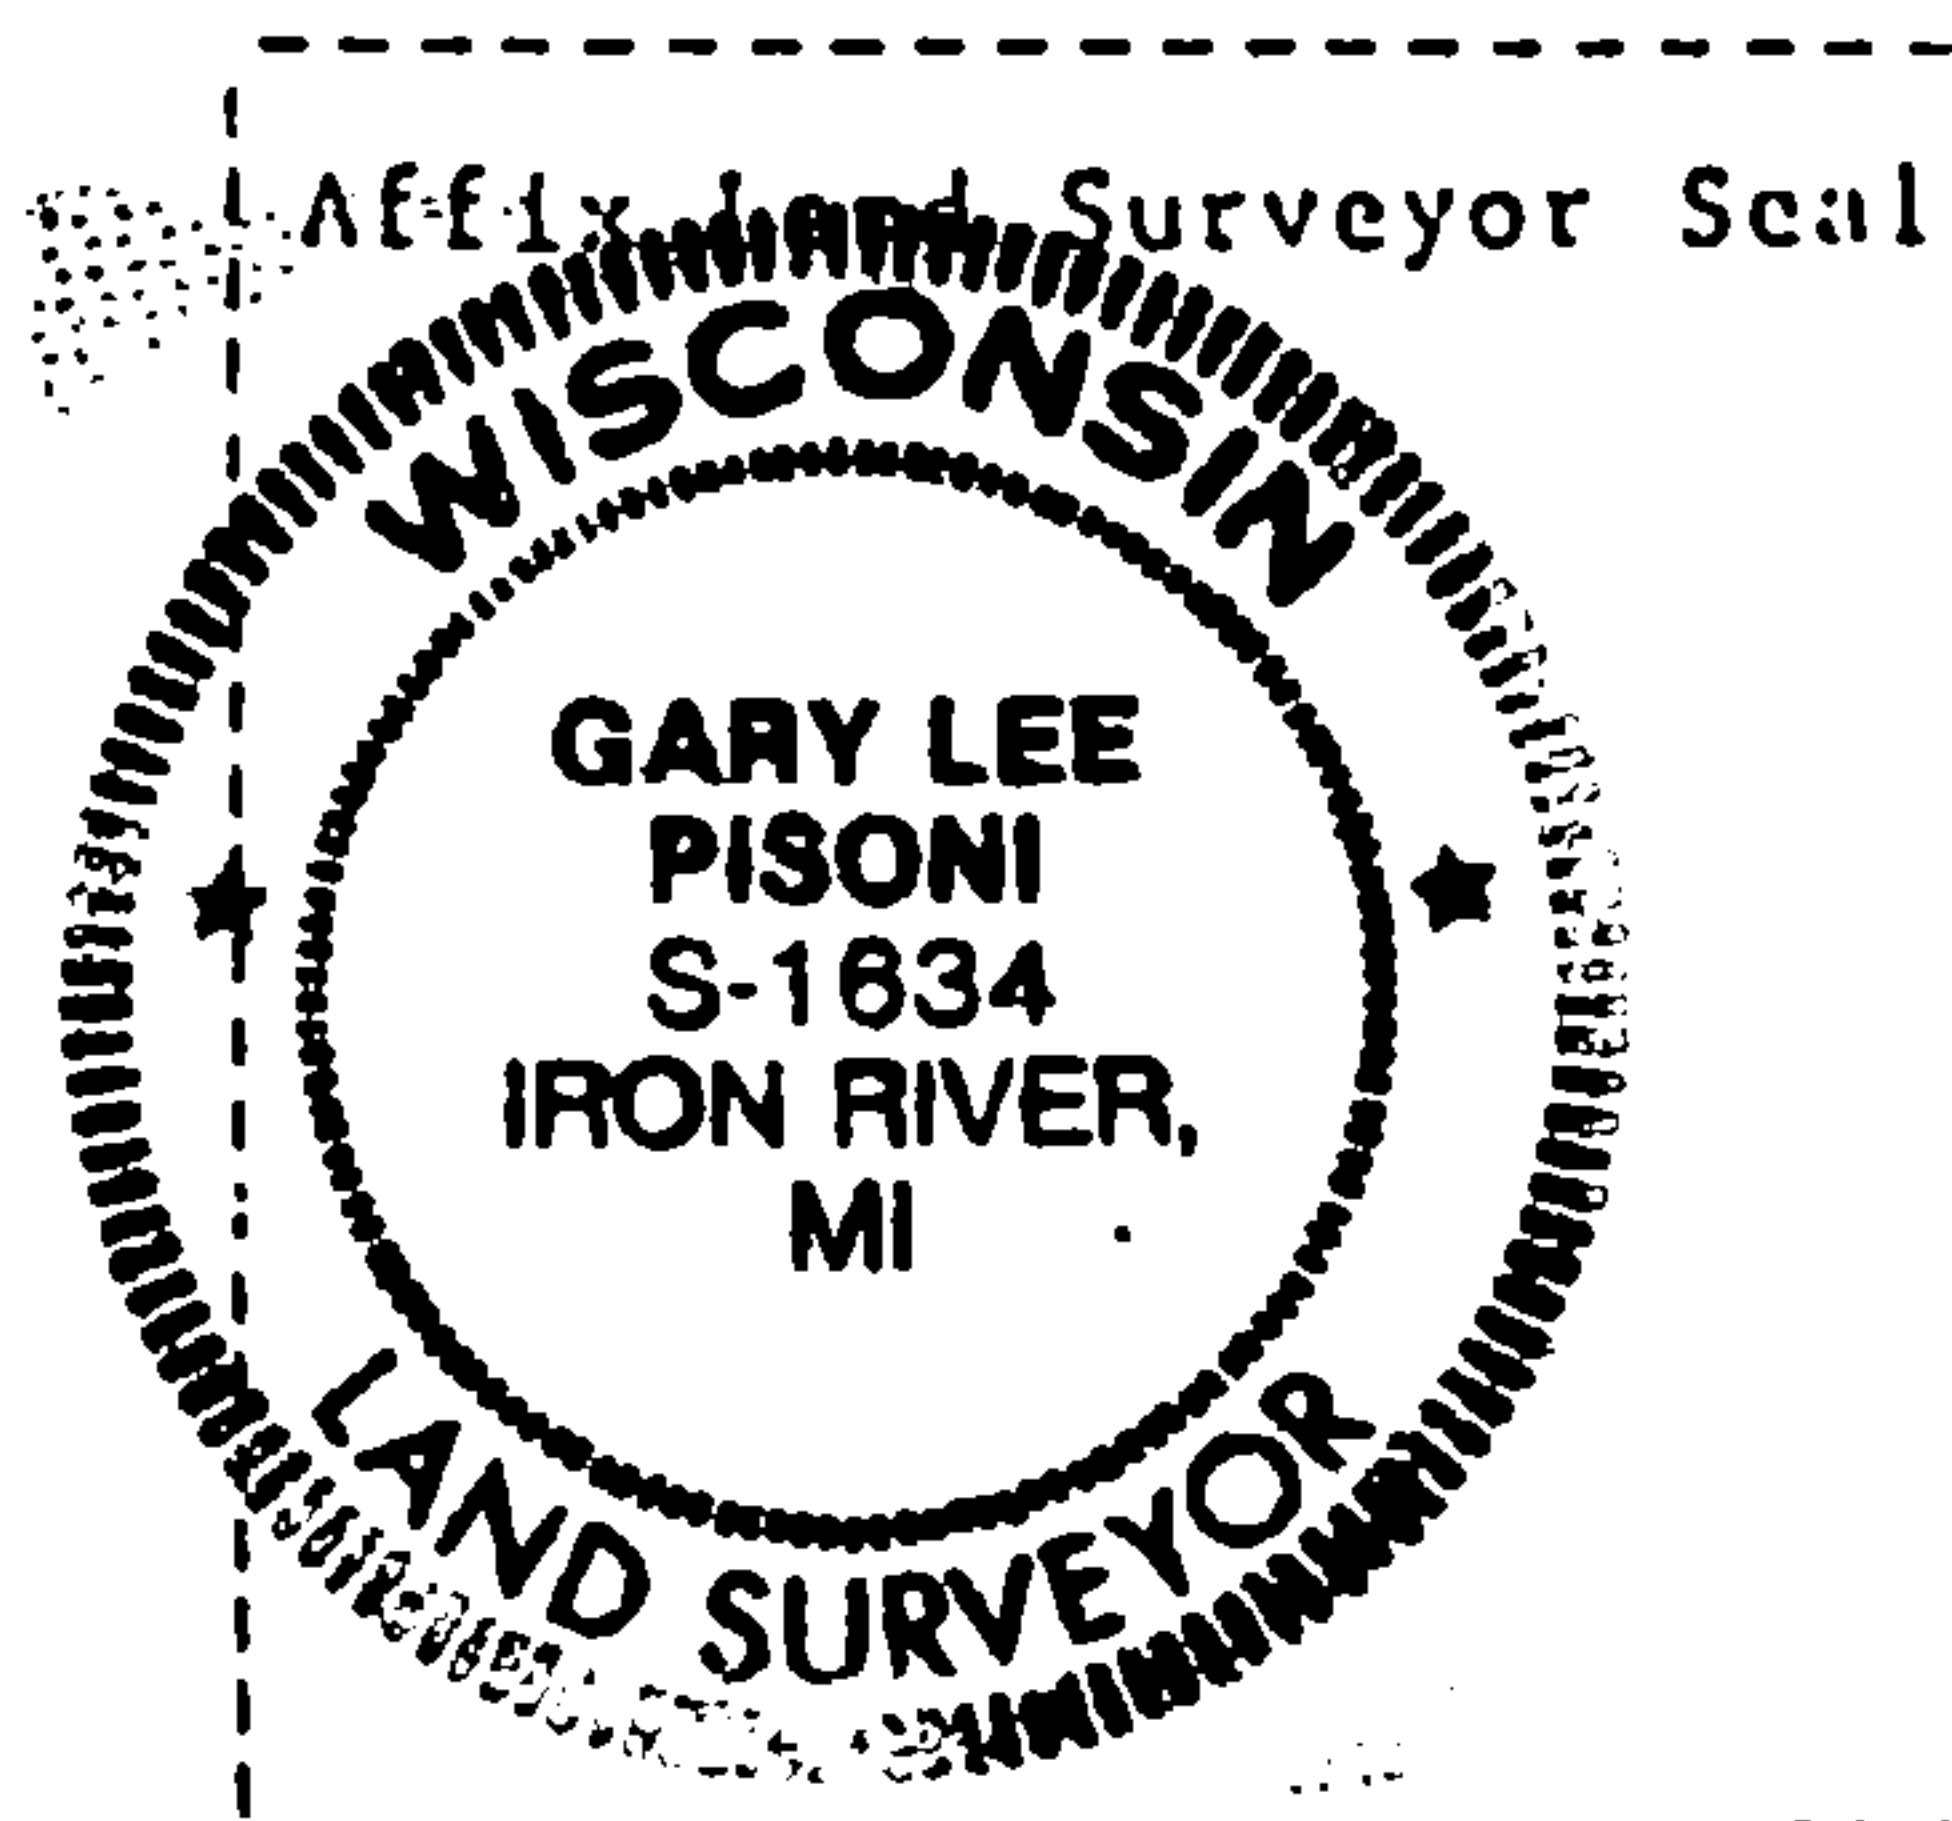 Affix Land Surveyor Seal
WISCONSIN
GARY LEE
PISONI
S-1634
IRON RIVER,
MI
LAND SURVEYOR